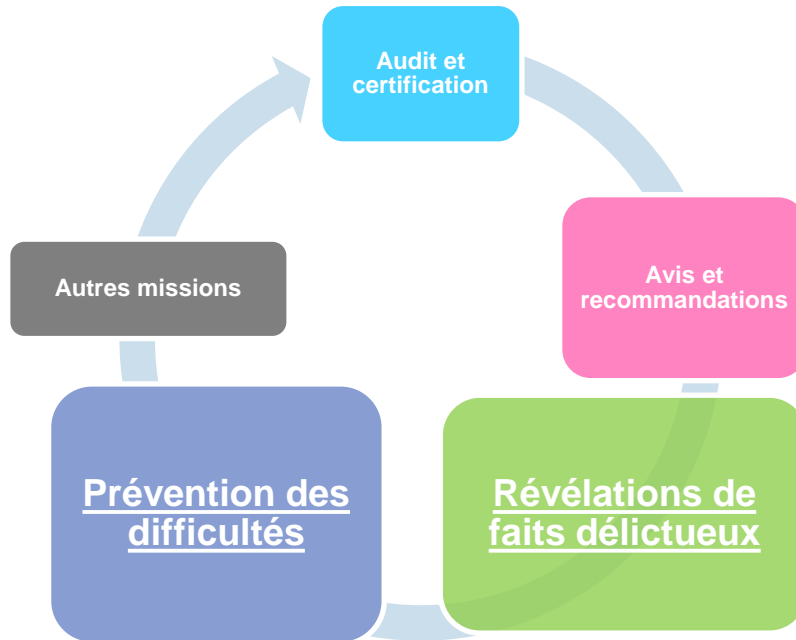 Audit et
certification
Avis et
recommandations
Révélations de
faits délictueux
Prévention des
difficultés
Autres missions